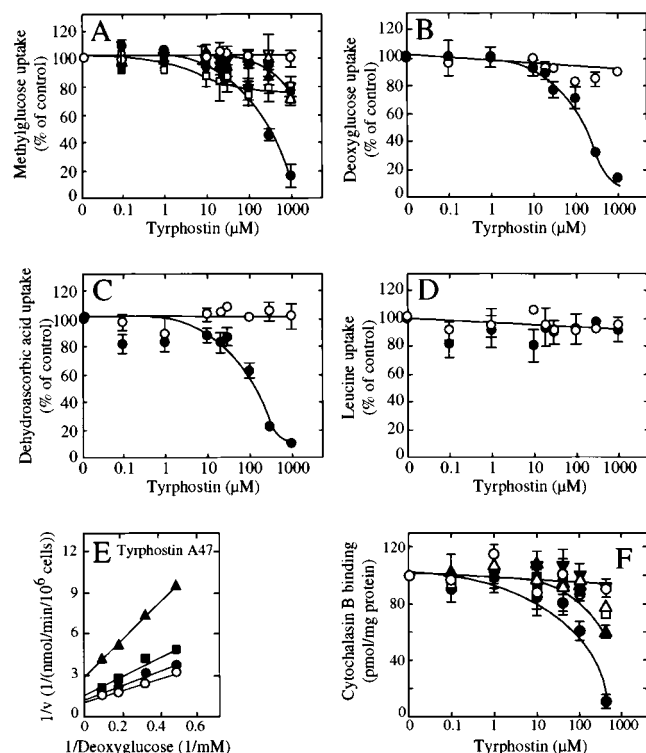 A
Methylglucose uptake
(% of control)
120
100
80
60
40
20
0
0 0.1 1 10 100 1000
Tyrphostin (µM)
B
Deoxyglucose uptake
(% of control)
120
100
80
60
40
20
0
0 0.1 1 10 100 1000
Tyrphostin (µM)
C
Dehydroascorbic acid uptake
(% of control)
120
100
80
60
40
20
0
0 0.1 1 10 100 1000
Tyrphostin (µM)
D
Leucine uptake
(% of control)
120
100
80
60
40
20
0
0 0.1 1 10 100 1000
Tyrphostin (µM)
E Tyrphostin A47
1/v (1/(nmol/min/10⁶ cells))
12
9
6
3
0
0.0 0.2 0.4 0.6
1/Deoxyglucose (1/mM)
F
Cytochalasin B binding
(pmol/mg protein)
120
100
80
60
40
20
0
0 0.1 1 10 100 1000
Tyrphostin (µM)